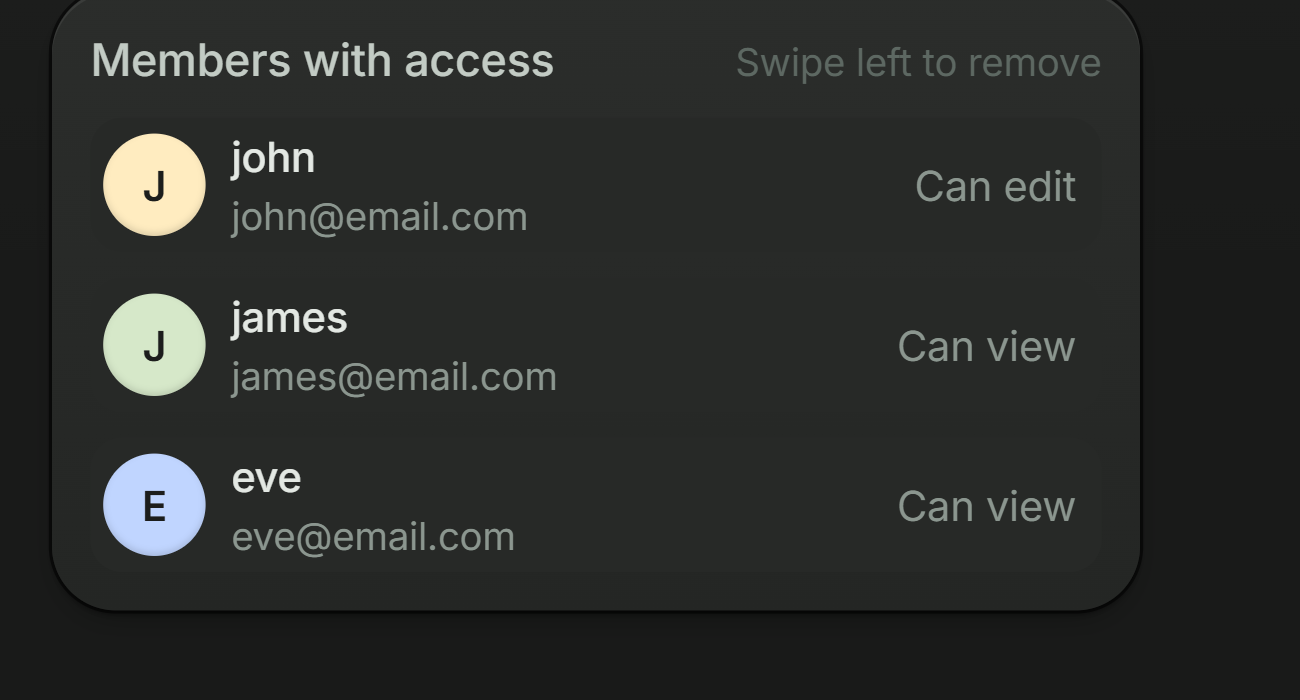 Members with access
Swipe left to remove
J
john
john@email.com
Can edit
J
james
james@email.com
Can view
E
eve
eve@email.com
Can view